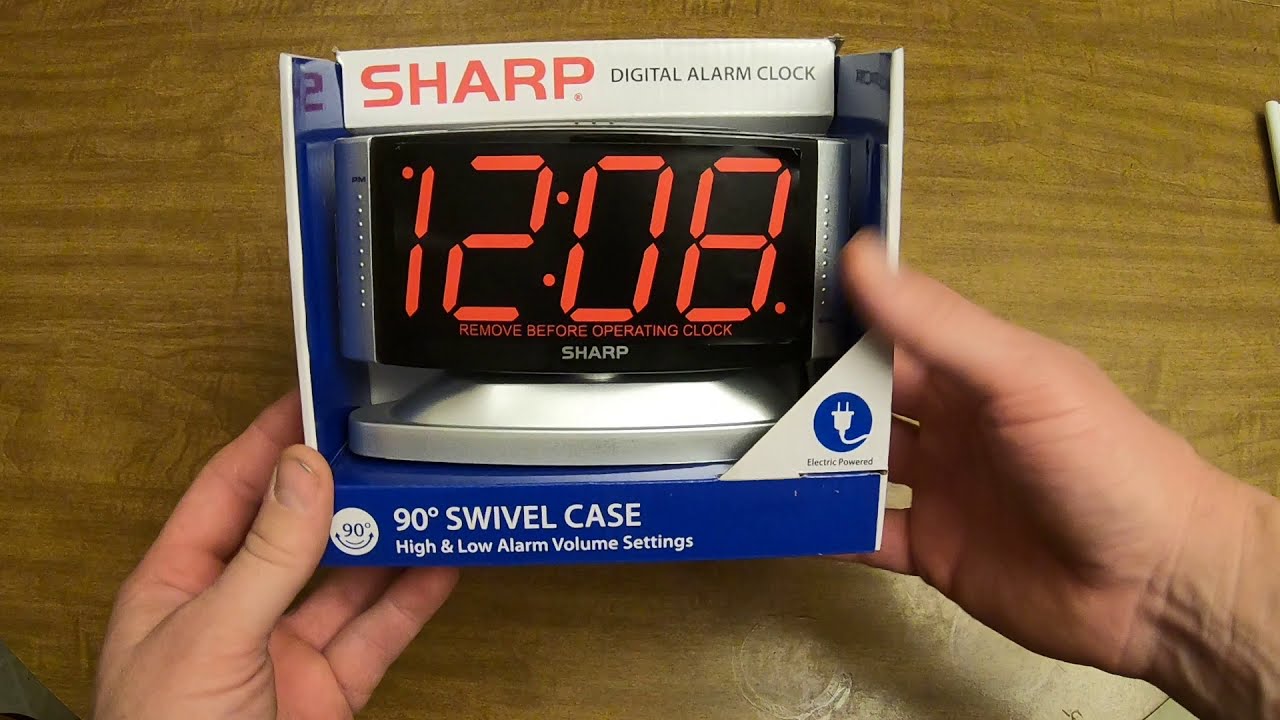 SHARP®
DIGITAL ALARM CLOCK
PM
12:08
REMOVE BEFORE OPERATING CLOCK
SHARP
Electric Powered
90°
90° SWIVEL CASE
High & Low Alarm Volume Settings